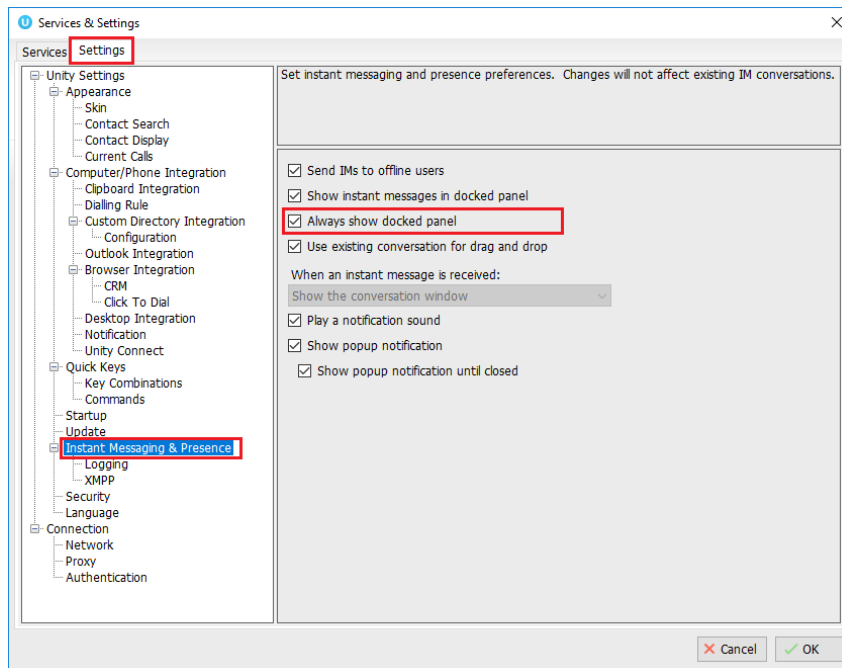 Services & Settings
Services
Settings
Unity Settings
Appearance
Skin
Contact Search
Contact Display
Current Calls
Computer/Phone Integration
Clipboard Integration
Dialling Rule
Custom Directory Integration
Configuration
Outlook Integration
Browser Integration
CRM
Click To Dial
Desktop Integration
Notification
Unity Connect
Quick Keys
Key Combinations
Commands
Startup
Update
Instant Messaging & Presence
Logging
XMPP
Security
Language
Connection
Network
Proxy
Authentication
Set instant messaging and presence preferences.  Changes will not affect existing IM conversations.
Send IMs to offline users
Show instant messages in docked panel
Always show docked panel
Use existing conversation for drag and drop
When an instant message is received:
Show the conversation window
Play a notification sound
Show popup notification
Show popup notification until closed
Cancel
OK